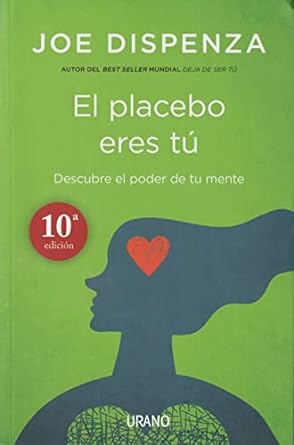 JOE DISPENZA
AUTOR DEL BEST SELLER MUNDIAL DEJA DE SER TÚ
El placebo
eres tú
Descubre el poder de tu mente
10ª
edición
URANO